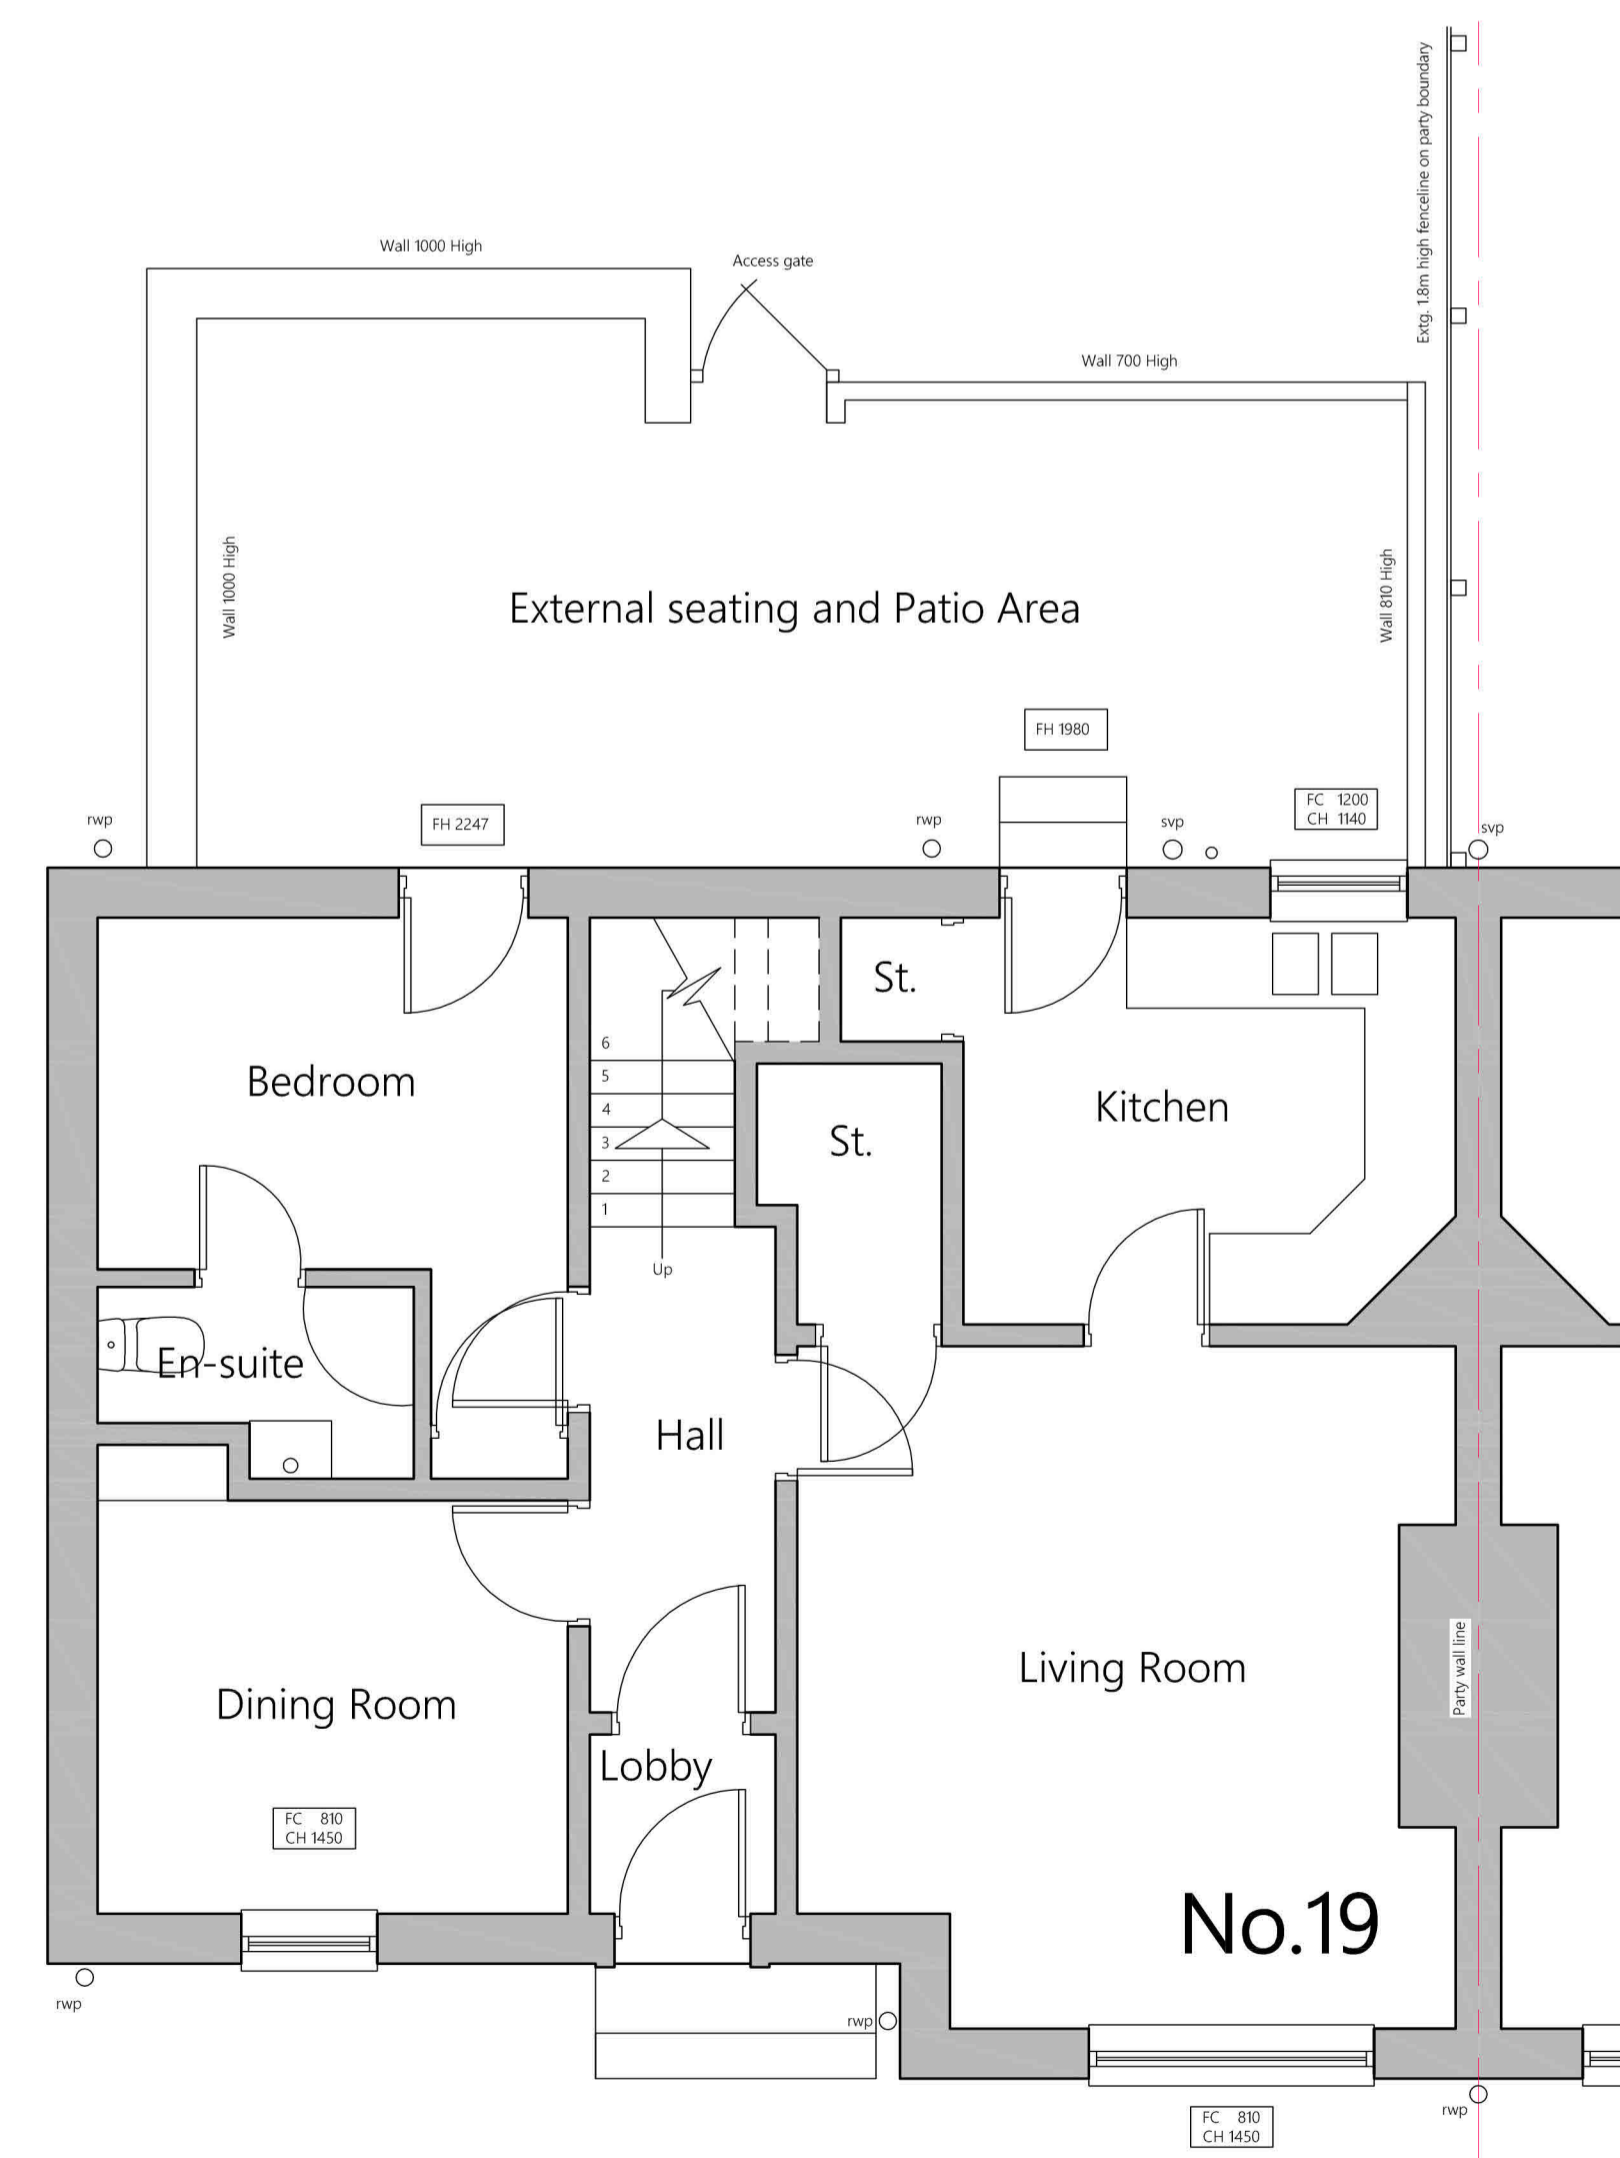 Extg. 1.8m high fenceline on party boundary
Wall 1000 High
Access gate
Wall 700 High
Wall 1000 High
External seating and Patio Area
Wall 810 High
FH 1980
rwp
FH 2247
rwp
svp
FC 1200
CH 1140
svp
St.
6
5
4
3
2
1
Up
Bedroom
St.
Kitchen
En-suite
Hall
Living Room
Party wall line
Dining Room
Lobby
FC 810
CH 1450
No.19
rwp
rwp
FC 810
CH 1450
rwp